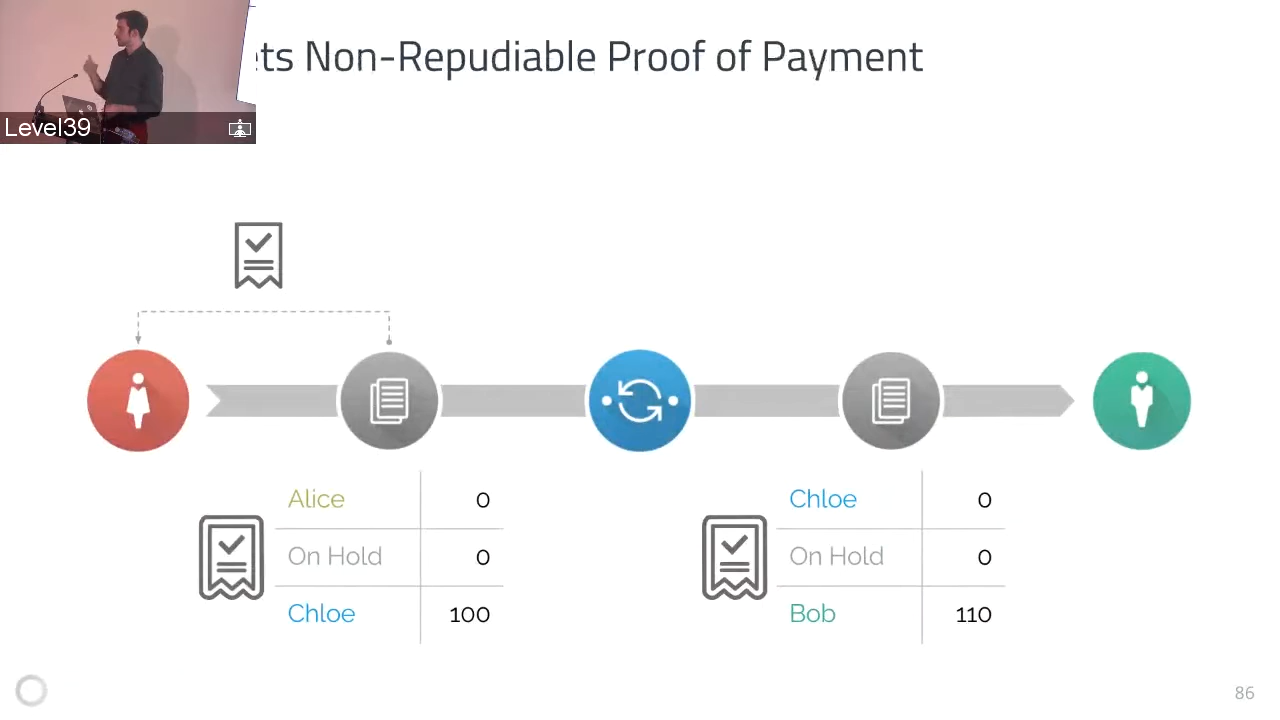 Non-Repudiable Proof of Payment
Level39
Alice 0
On Hold 0
Chloe 100
Chloe 0
On Hold 0
Bob 110
86